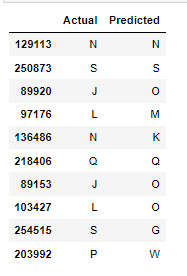 Actual Predicted
129113 N N
250873 S S
89920 J O
97176 L M
136486 N K
218406 Q Q
89153 J O
103427 L O
254515 S G
203992 P W